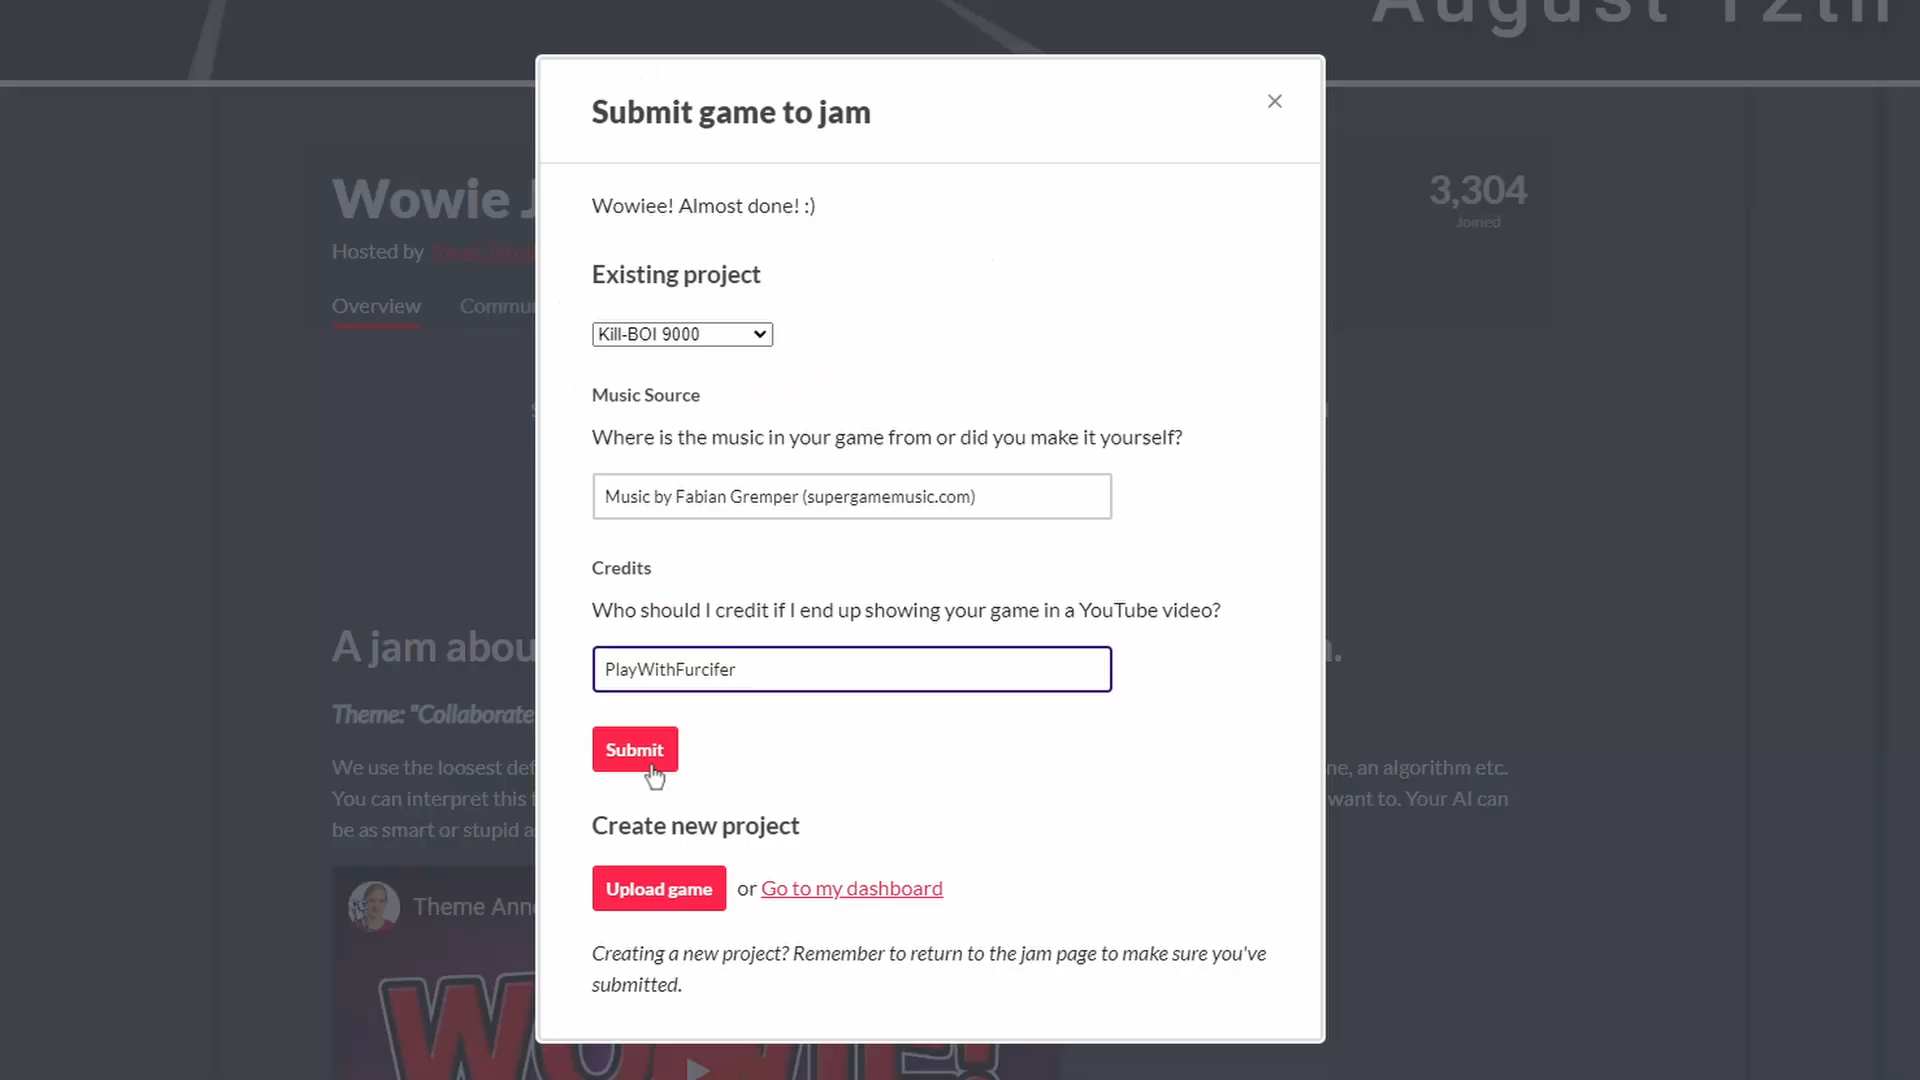 August 12th
Submit game to jam
×
Wowie J
3,304
Joined
Wowiee! Almost done! :)
Hosted by
Existing project
Overview
Commun
Kill-BOI 9000
Music Source
Where is the music in your game from or did you make it yourself?
Music by Fabian Gremper (supergamemusic.com)
Credits
Who should I credit if I end up showing your game in a YouTube video?
A jam abou
PlayWithFurcifer
Theme: "Collaborate
Submit
We use the loosest def
ne, an algorithm etc.
You can interpret this
want to. Your AI can
be as smart or stupid a
Create new project
Upload game or Go to my dashboard
Theme Ann
Creating a new project? Remember to return to the jam page to make sure you've
submitted.
WOWIE!